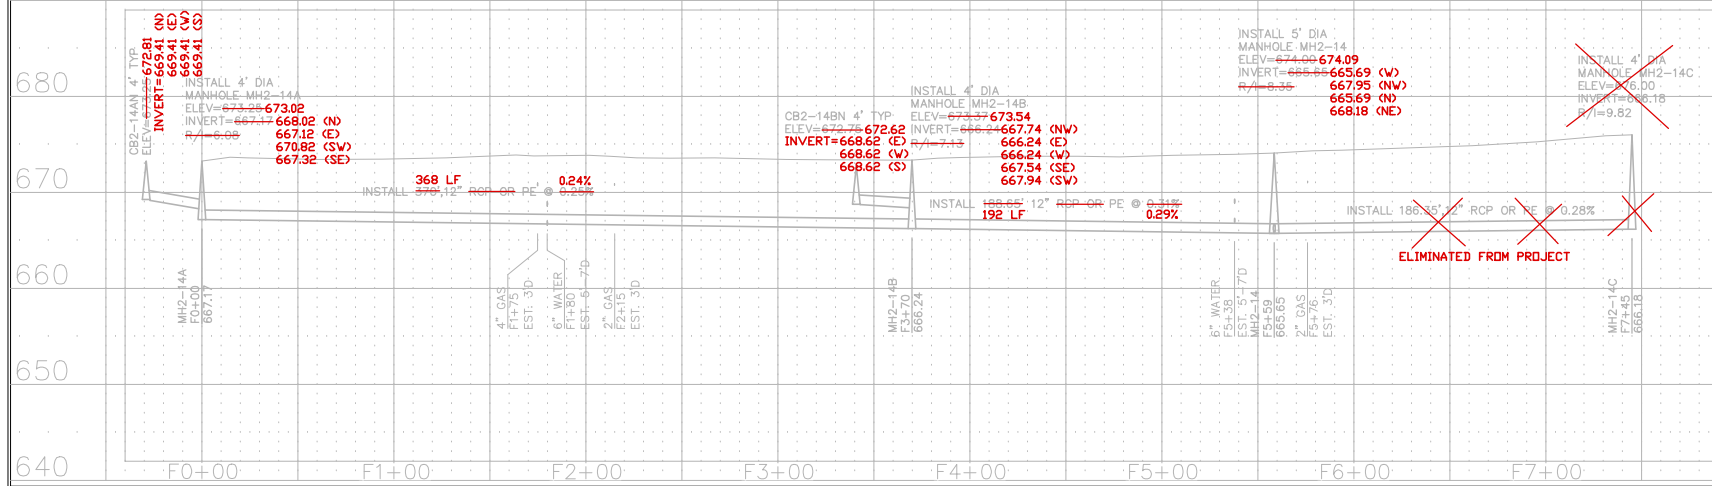 680
670
660
650
640
CB2-14AN 4' TYP
ELEV=673.25 672.81
INVERT=669.41 (N)
669.41 (E)
669.41 (W)
669.41 (S)
INSTALL 4' DIA
MANHOLE MH2-14A
ELEV=673.25 673.02
INVERT=667.17 668.02 (N)
R/I=6.08 667.12 (E)
670.82 (SW)
667.32 (SE)
368 LF 0.24%
INSTALL 370',12" RCP OR PE @ 0.25%
CB2-14BN 4' TYP
ELEV=672.75 672.62
INVERT=668.62 (E)
668.62 (W)
668.62 (S)
INSTALL 4' DIA
MANHOLE MH2-14B
ELEV=673.37 673.54
INVERT=666.24 667.74 (NW)
R/I=7.13 666.24 (E)
666.24 (W)
667.54 (SE)
667.94 (SW)
INSTALL 188.65' 12" RCP OR PE @ 0.31%
192 LF 0.29%
INSTALL 5' DIA
MANHOLE MH2-14
ELEV=674.00 674.09
INVERT=665.65 665.69 (W)
R/I=8.35 667.95 (NW)
665.69 (N)
668.18 (NE)
INSTALL 4' DIA
MANHOLE MH2-14C
ELEV=676.00
INVERT=666.18
R/I=9.82
INSTALL 186.35',12" RCP OR PE @ 0.28%
ELIMINATED FROM PROJECT
MH2-14A
F0+00
667.17
4" GAS
F1+75
EST. 3'D
6" WATER
F1+80
EST. 5'-7'D
2" GAS
F2+15
EST. 3'D
MH2-14B
F3+70
666.24
6" WATER
F5+38
EST. 5'-7'D
MH2-14
F5+59
665.65
2" GAS
F5+76
EST. 3'D
MH2-14C
F7+45
666.18
F0+00
F1+00
F2+00
F3+00
F4+00
F5+00
F6+00
F7+00